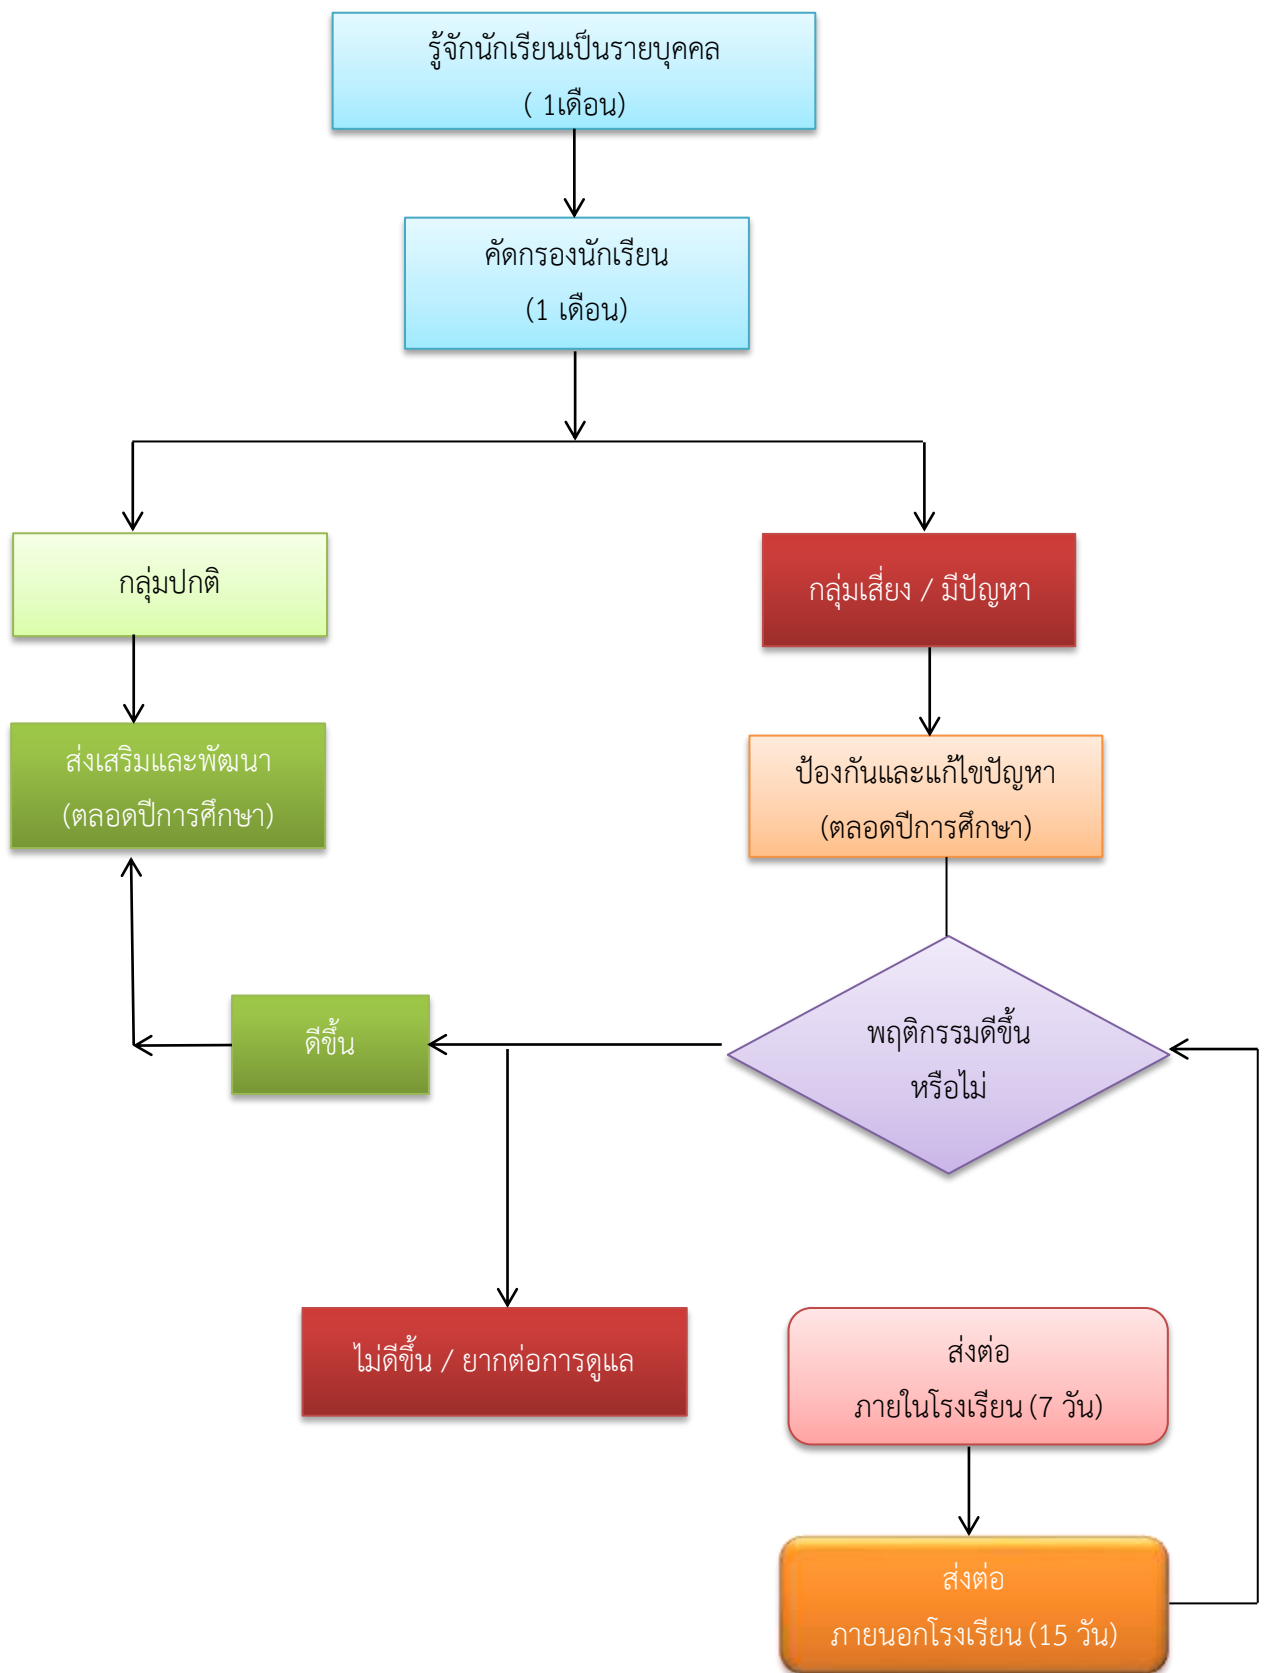 รู้จักนักเรียนเป็นรายบุคคล
( 1เดือน)
คัดกรองนักเรียน
(1 เดือน)
กลุ่มปกติ
กลุ่มเสี่ยง / มีปัญหา
ส่งเสริมและพัฒนา
(ตลอดปีการศึกษา)
ป้องกันและแก้ไขปัญหา
(ตลอดปีการศึกษา)
ดีขึ้น
พฤติกรรมดีขึ้น
หรือไม่
ไม่ดีขึ้น / ยากต่อการดูแล
ส่งต่อ
ภายในโรงเรียน (7 วัน)
ส่งต่อ
ภายนอกโรงเรียน (15 วัน)